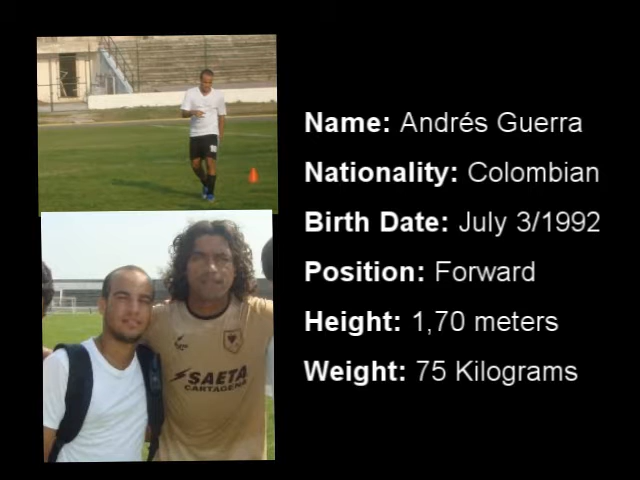 Name: Andrés Guerra
Nationality: Colombian
Birth Date: July 3/1992
Position: Forward
Height: 1,70 meters
Weight: 75 Kilograms
SAETA
CARTAGENA